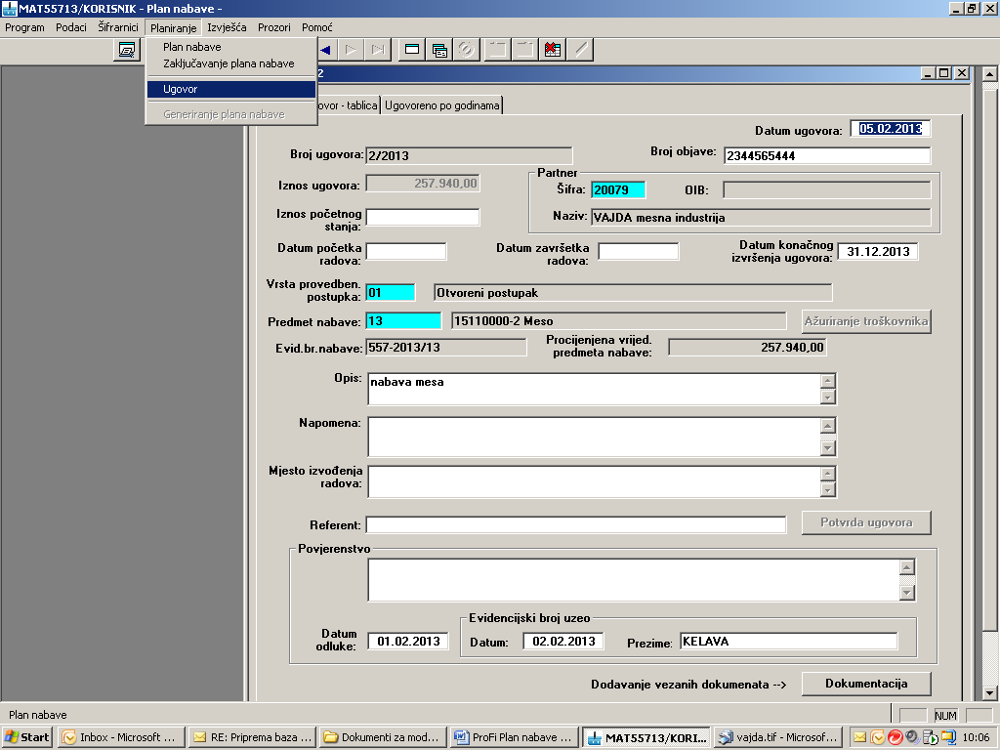 MAT55713/KORISNIK - Plan nabave -
Program Podaci Šifrarnici Planiranje Izvješća Prozori Pomoć
Plan nabave
Zaključavanje plana nabave
Ugovor
Generiranje plana nabave
2
ovor - tablica Ugovoreno po godinama
Datum ugovora: 05.02.2013
Broj ugovora: 2/2013 Broj objave: 2344565444
Iznos ugovora: 257.940,00
Partner
Šifra: 20079 OIB:
Naziv: VAJDA mesna industrija
Iznos početnog
stanja:
Datum početka
radova:
Datum završetka
radova:
Datum konačnog
izvršenja ugovora: 31.12.2013
Vrsta provedben.
postupka: 01 Otvoreni postupak
Predmet nabave: 13 15110000-2 Meso Ažuriranje troškovnika
Evid.br.nabave: 557-2013/13
Procijenjena vrijed.
predmeta nabave: 257.940,00
Opis: nabava mesa
Napomena:
Mjesto izvođenja
radova:
Referent: Potvrda ugovora
Povjerenstvo
Datum
odluke: 01.02.2013
Evidencijski broj uzeo
Datum: 02.02.2013 Prezime: KELAVA
Dodavanje vezanih dokumenata --> Dokumentacija
Plan nabave NUM
Start Inbox - Microsoft ... RE: Priprema baza ... Dokumenti za mod... ProFi Plan nabave ... MAT55713/KORI... vajda.tif - Microsof... 10:06